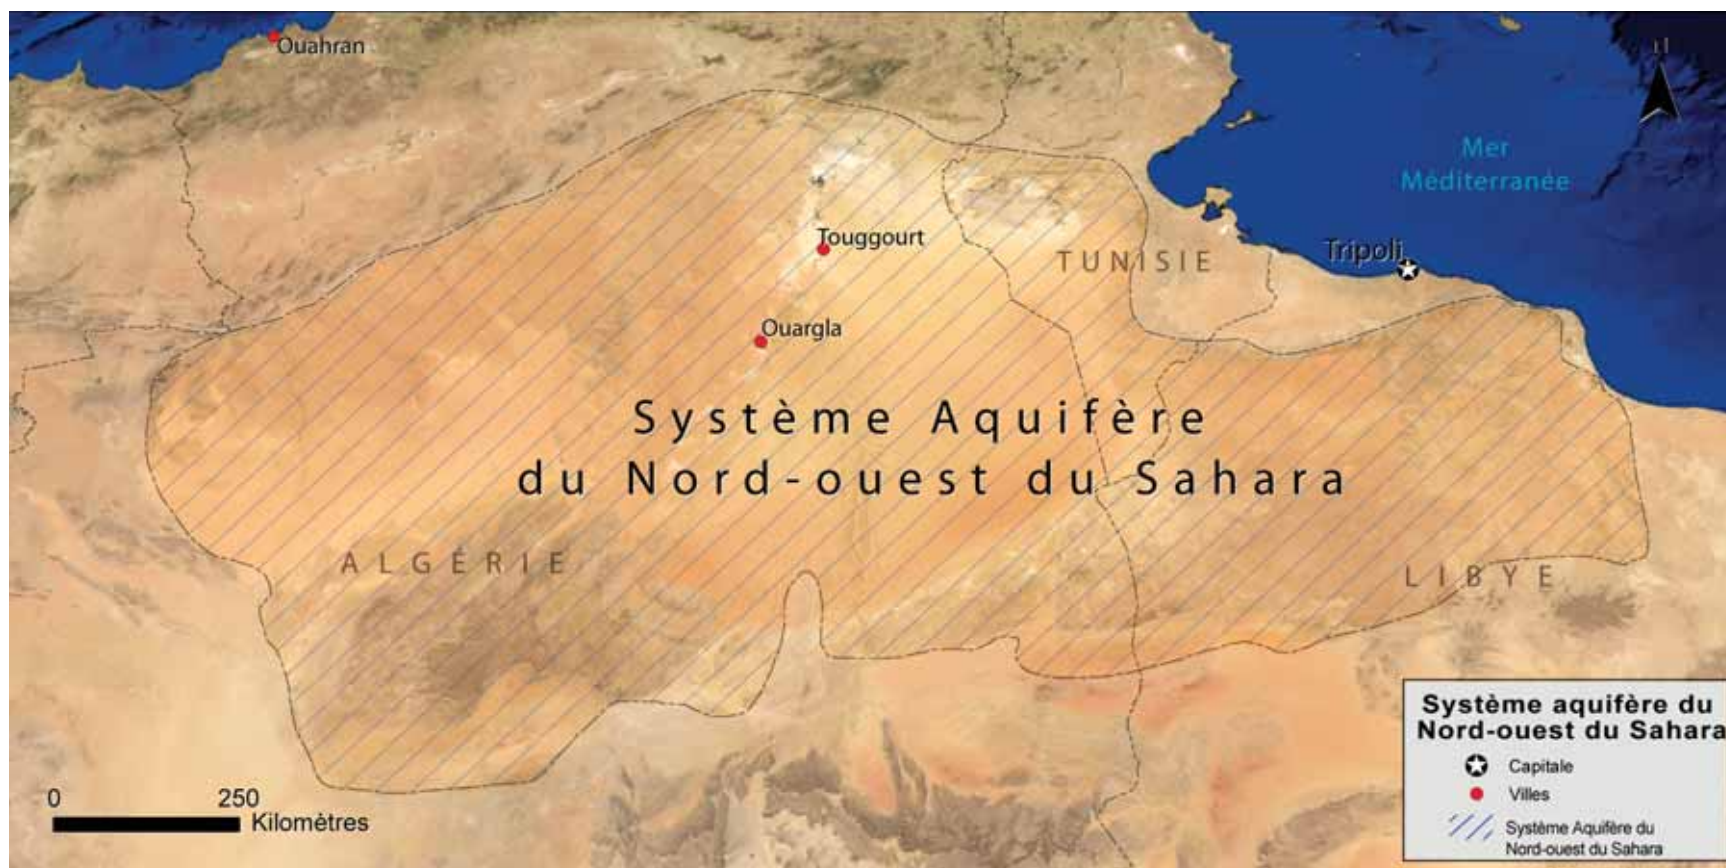 Ouahran
Mer
Méditerranée
Touggourt
TUNISIE
Tripoli
Ouargla
Système Aquifère
du Nord-ouest du Sahara
ALGÉRIE
LIBYE
Système aquifère du
Nord-ouest du Sahara
Capitale
Villes
Système Aquifère du
Nord-ouest du Sahara
0 250
Kilomètres